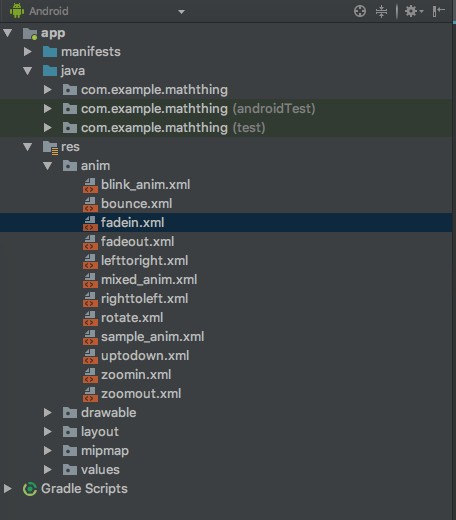 Android
app
manifests
java
com.example.maththing
com.example.maththing (androidTest)
com.example.maththing (test)
res
anim
blink_anim.xml
bounce.xml
fadein.xml
fadeout.xml
lefttoright.xml
mixed_anim.xml
righttoleft.xml
rotate.xml
sample_anim.xml
uptodown.xml
zoomin.xml
zoomout.xml
drawable
layout
mipmap
values
Gradle Scripts